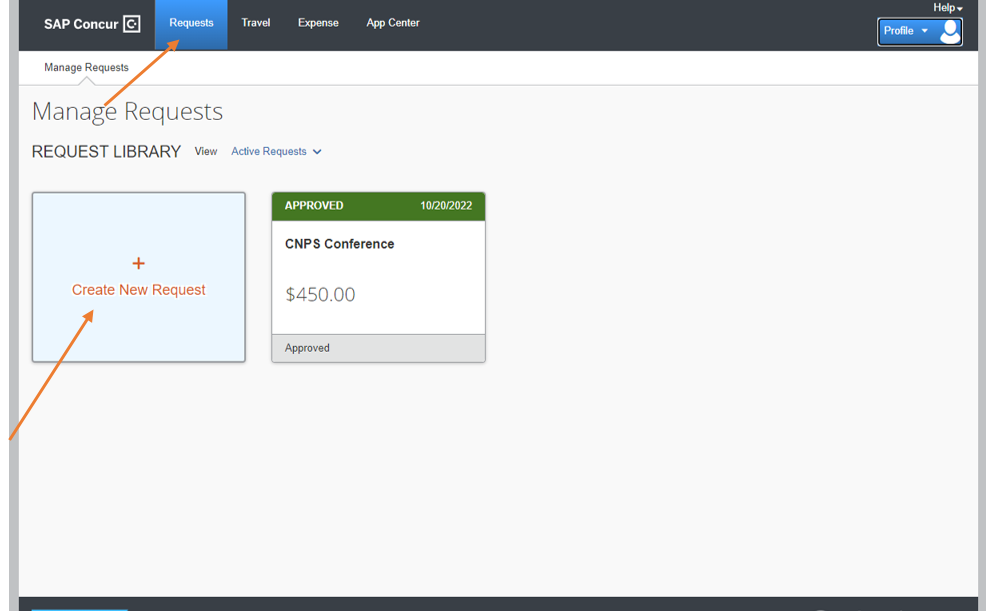 Help
SAP Concur C Requests Travel Expense App Center
Profile
Manage Requests
Manage Requests
REQUEST LIBRARY View Active Requests
APPROVED 10/20/2022
CNPS Conference
+
Create New Request
$450.00
Approved